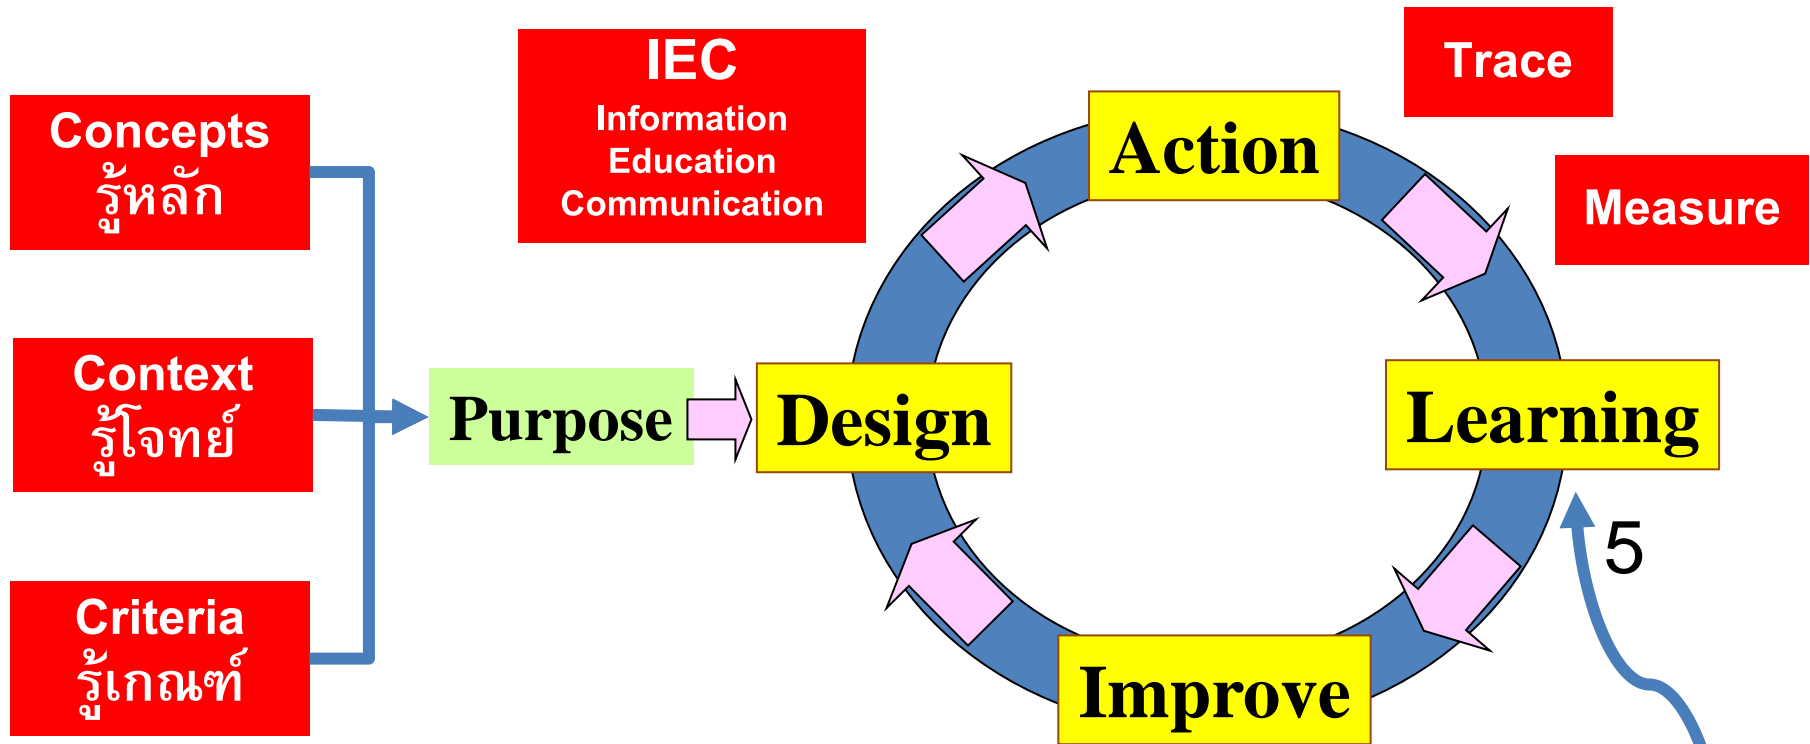 Concepts
รู้หลัก
Context
รู้โจทย์
Criteria
รู้เกณฑ์
IEC
Information
Education
Communication
Purpose
Design
Action
Trace
Measure
Learning
5
Improve